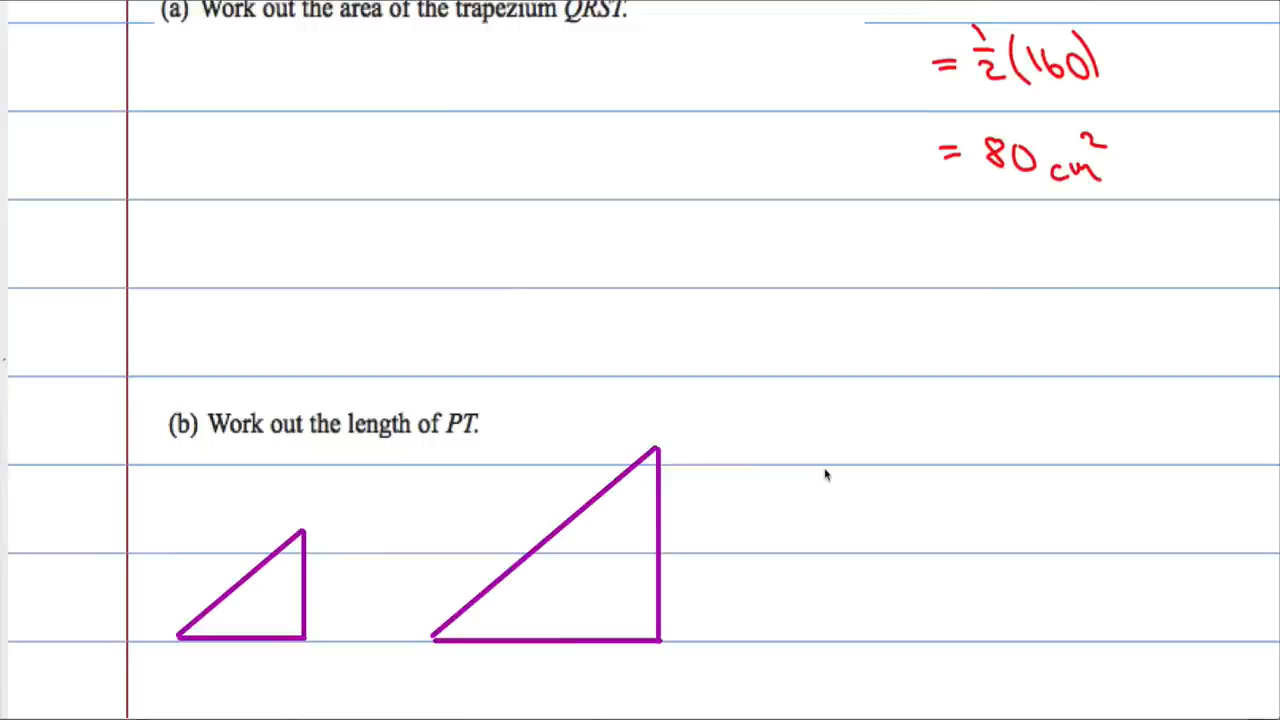 (a) Work out the area of the trapezium QRST.
= 1/2 (160)
= 80 cm²
(b) Work out the length of PT.